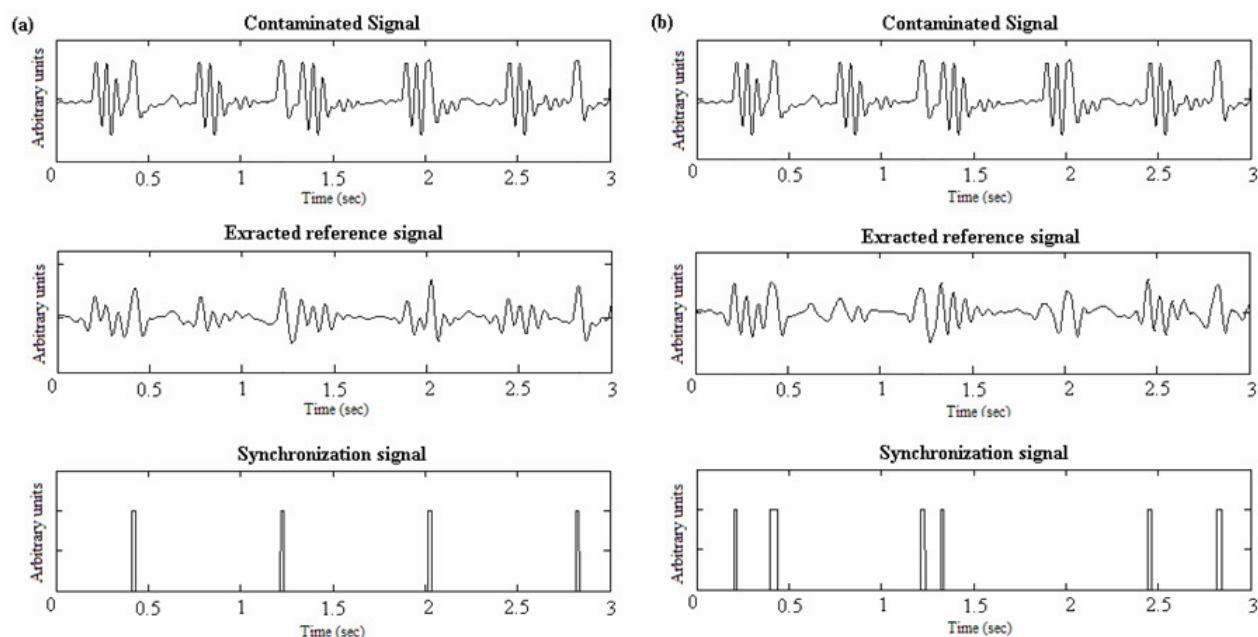 (a)
Contaminated Signal
Arbitrary units
0 0.5 1 1.5 2 2.5 3
Time (sec)
Exracted reference signal
Arbitrary units
0 0.5 1 1.5 2 2.5 3
Time (sec)
Synchronization signal
Arbitrary units
0 0.5 1 1.5 2 2.5 3
Time (sec)
(b)
Contaminated Signal
Arbitrary units
0 0.5 1 1.5 2 2.5 3
Time (sec)
Exracted reference signal
Arbitrary units
0 0.5 1 1.5 2 2.5 3
Time (sec)
Synchronization signal
Arbitrary units
0 0.5 1 1.5 2 2.5 3
Time (sec)